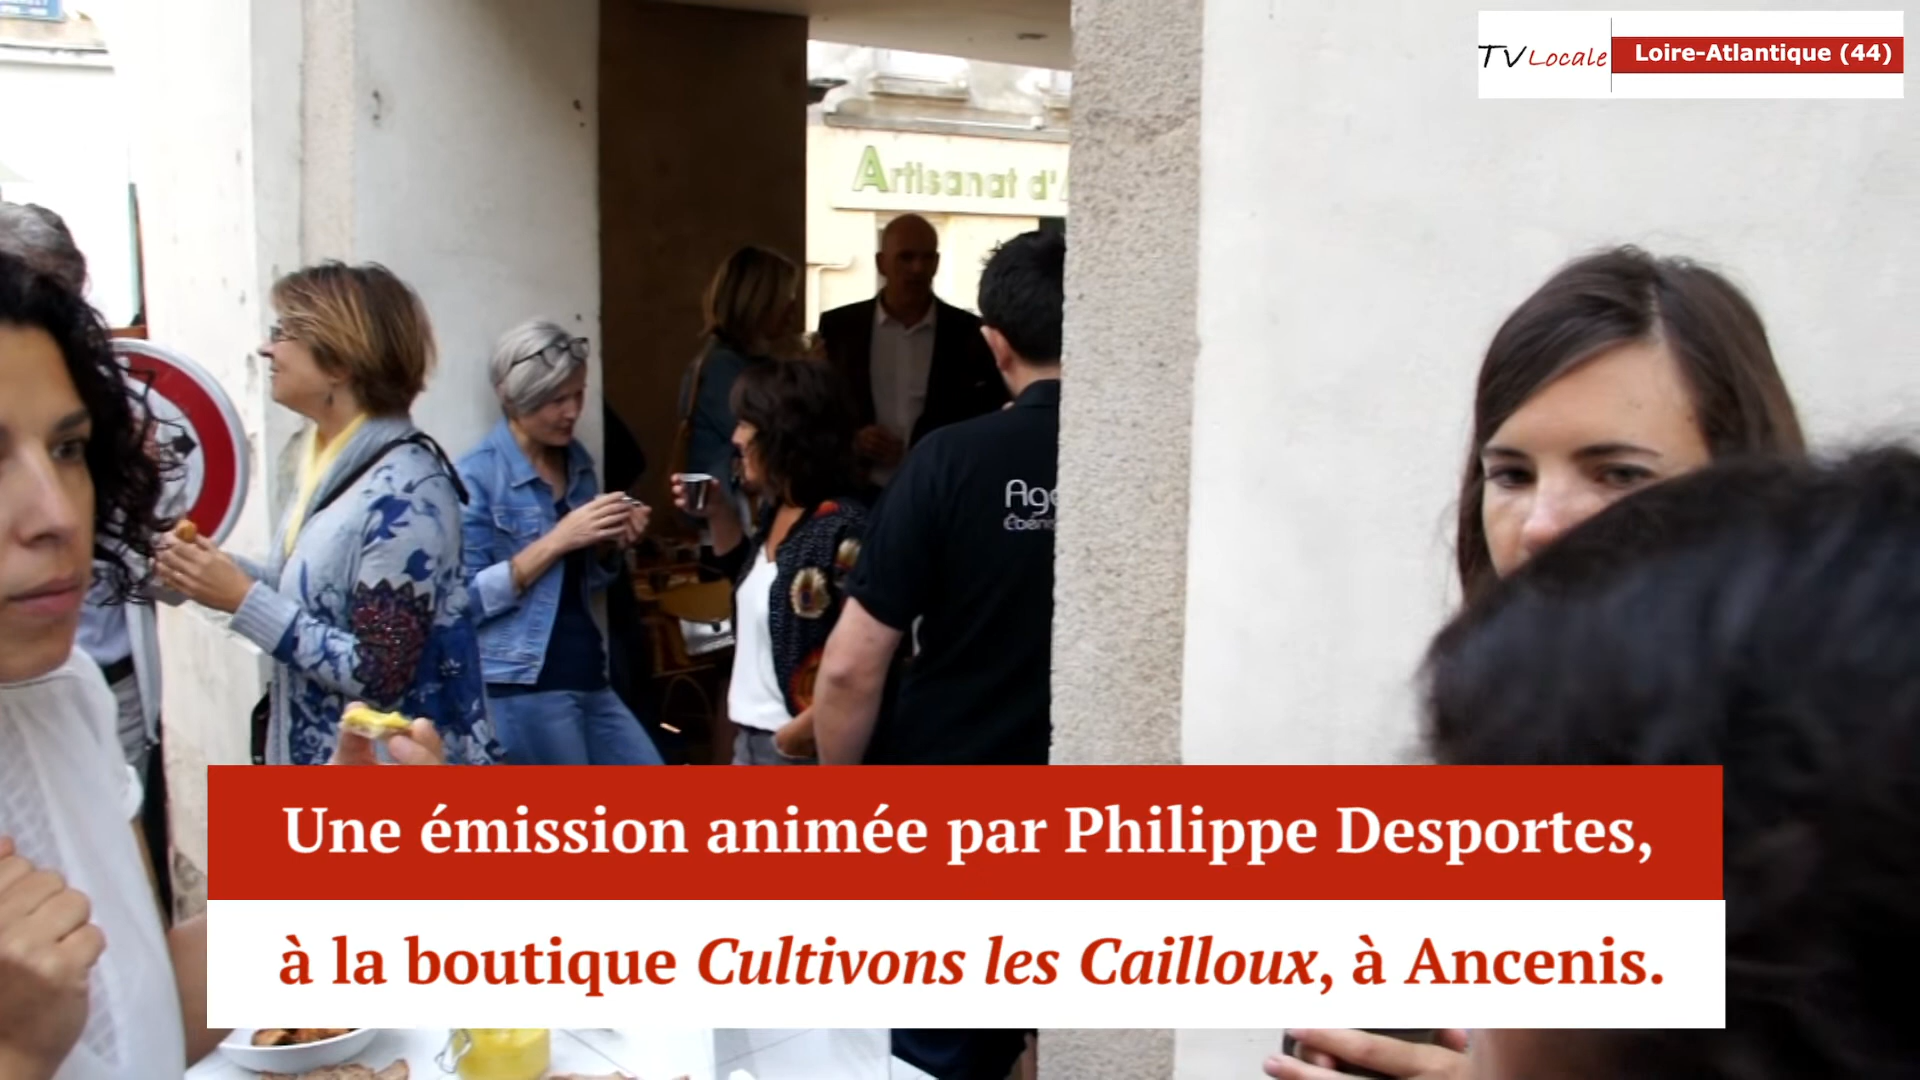 TV Locale Loire-Atlantique (44)
Artisanat
Une émission animée par Philippe Desportes,
à la boutique Cultivons les Cailloux, à Ancenis.